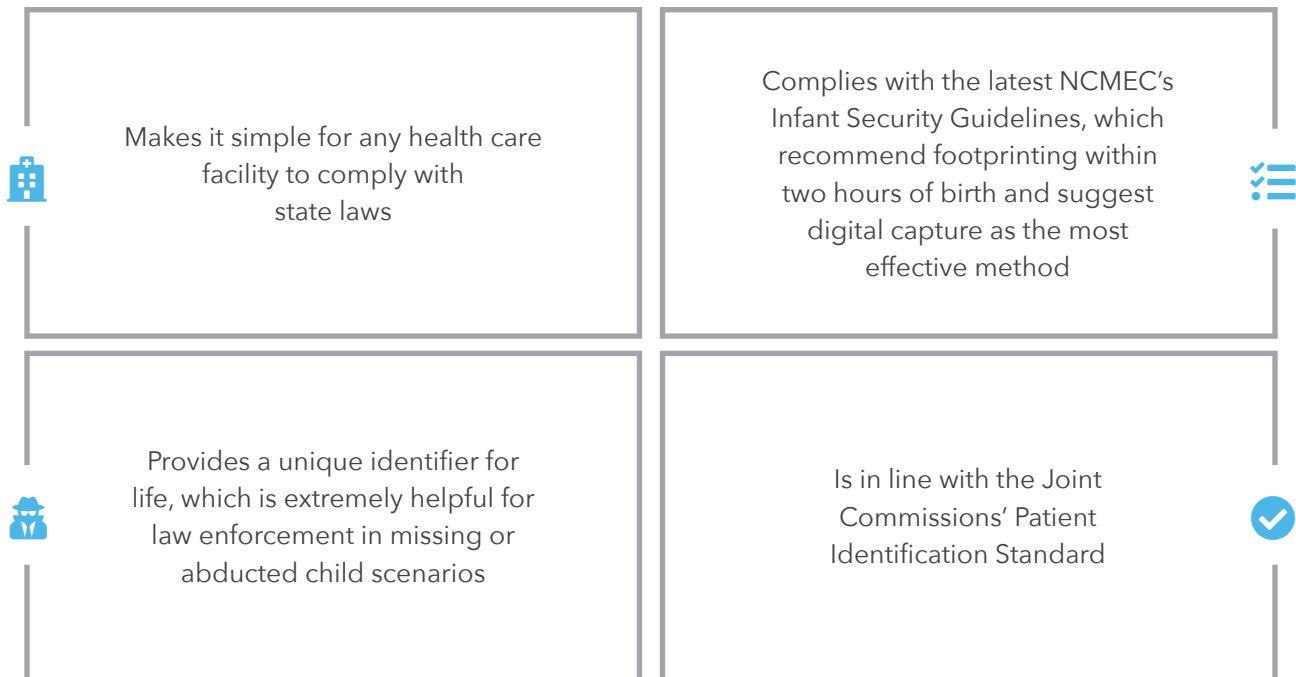 Makes it simple for any health care
facility to comply with
state laws
Complies with the latest NCMEC’s
Infant Security Guidelines, which
recommend footprinting within
two hours of birth and suggest
digital capture as the most
effective method
Provides a unique identifier for
life, which is extremely helpful for
law enforcement in missing or
abducted child scenarios
Is in line with the Joint
Commissions’ Patient
Identification Standard